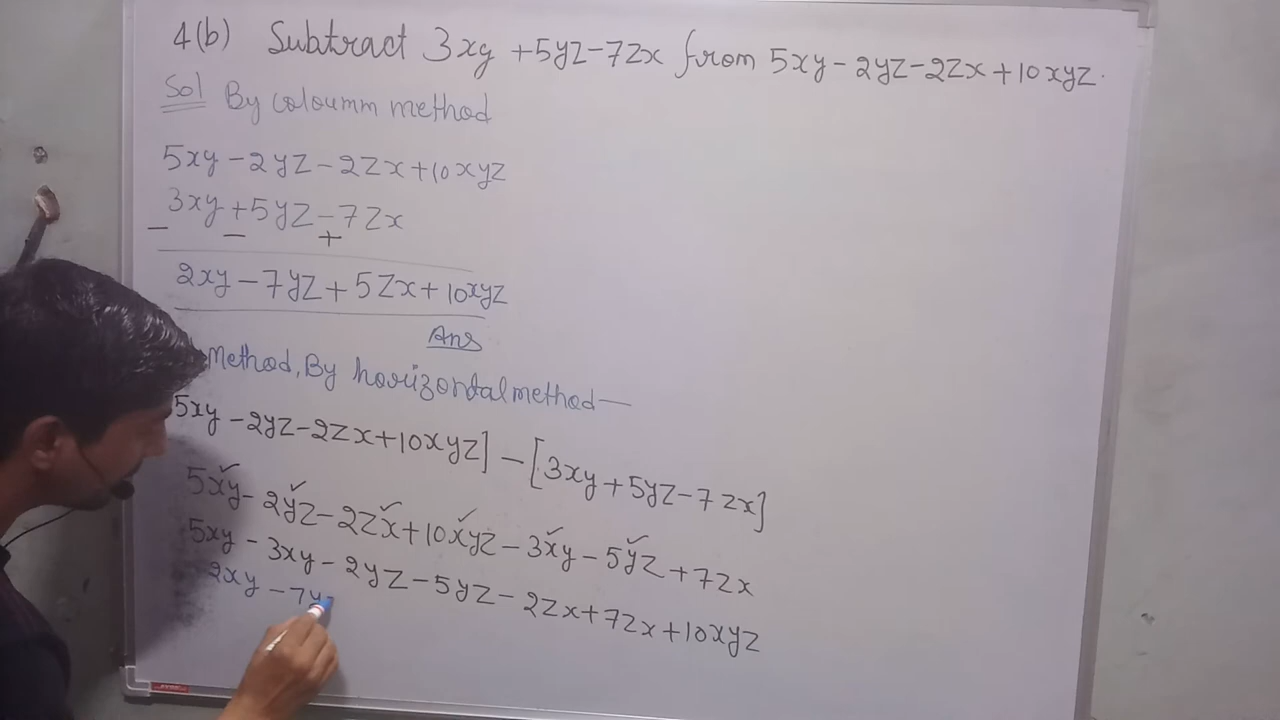 4(b) Subtract 3xy +5yz-7zx from 5xy-2yz-2zx+10xyz.
Sol By coloumm method
5xy-2yz-2zx+10xyz
3xy+5yz-7zx
- - +
2xy-7yz+5zx+10xyz
Ans
Method, By horizontal method—
5xy-2yz-2zx+10xyz]-[3xy+5yz-7zx]
5xy-2yz-2zx+10xyz-3xy-5yz+7zx
5xy-3xy-2yz-5yz-2zx+7zx+10xyz
2xy-7y